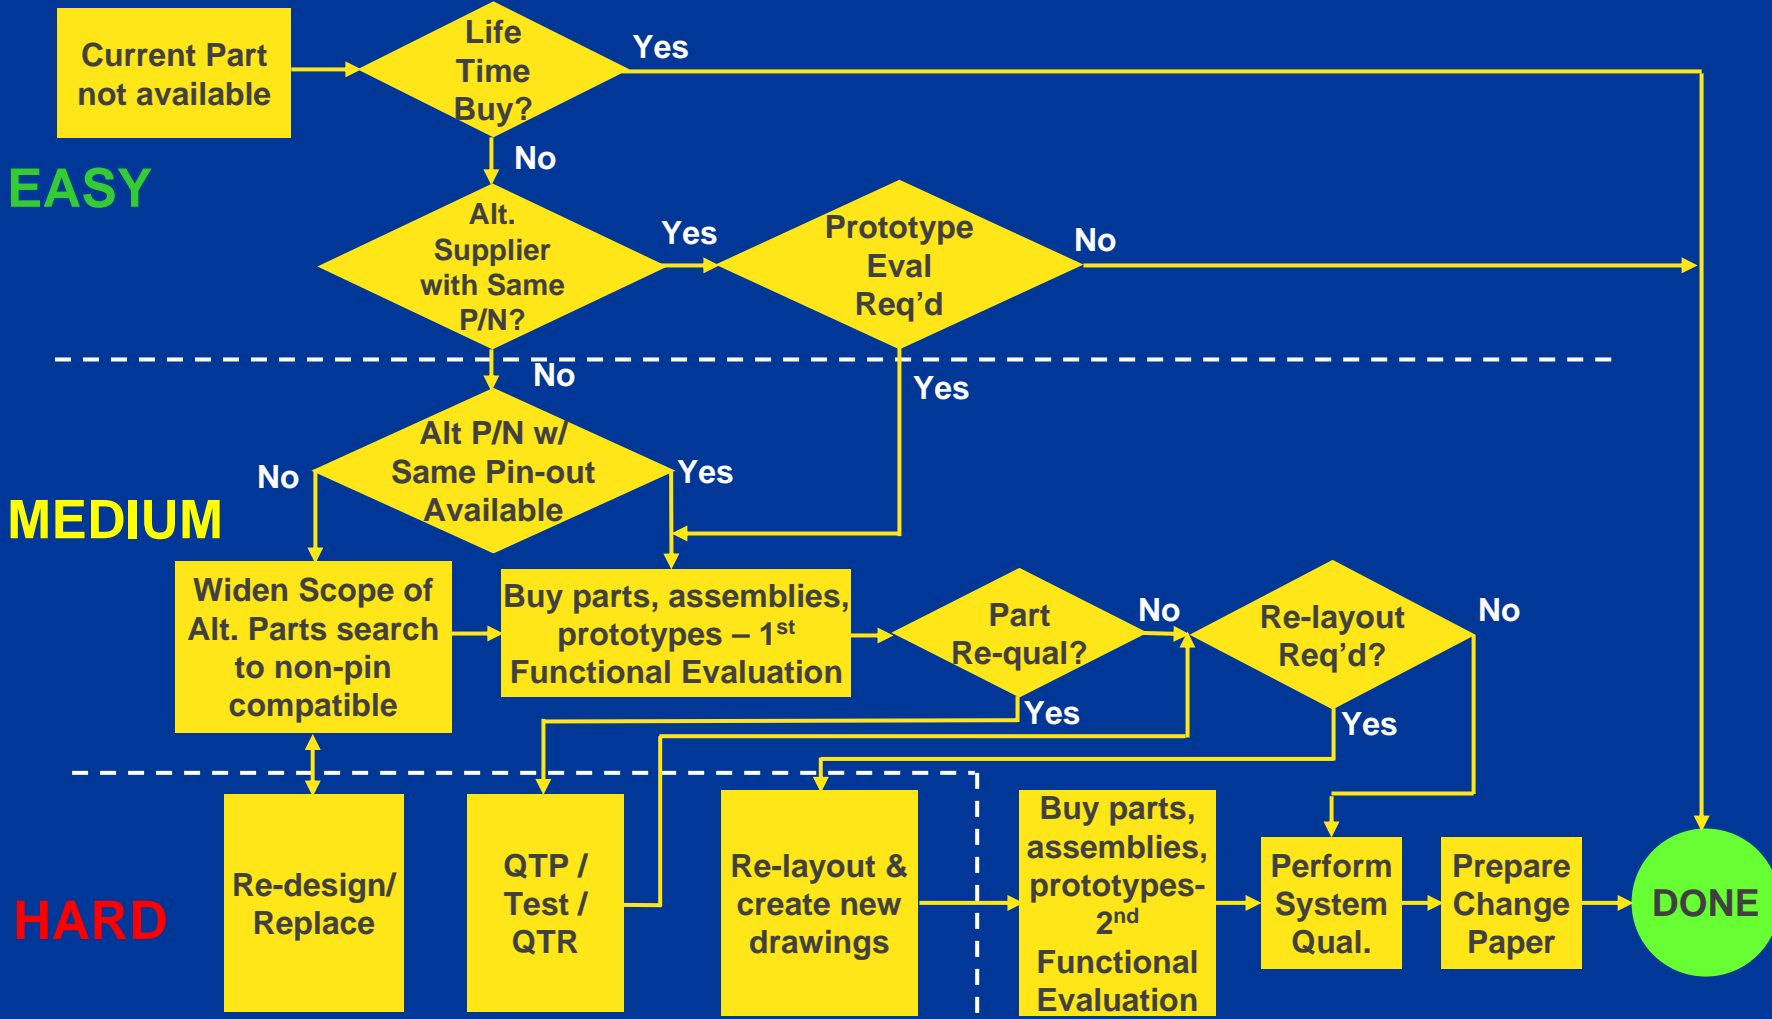 Current Part
not available
Life
Time
Buy?
Yes
No
EASY
Alt.
Supplier
with Same
P/N?
Yes
Prototype
Eval
Req’d
No
No
Yes
Alt P/N w/
Same Pin-out
Available
No
Yes
MEDIUM
Widen Scope of
Alt. Parts search
to non-pin
compatible
Buy parts, assemblies,
prototypes – 1st
Functional Evaluation
Part
Re-qual?
No
Re-layout
Req’d?
No
Yes
Yes
HARD
Re-design/
Replace
QTP /
Test /
QTR
Re-layout &
create new
drawings
Buy parts,
assemblies,
prototypes-
2nd
Functional
Evaluation
Perform
System
Qual.
Prepare
Change
Paper
DONE